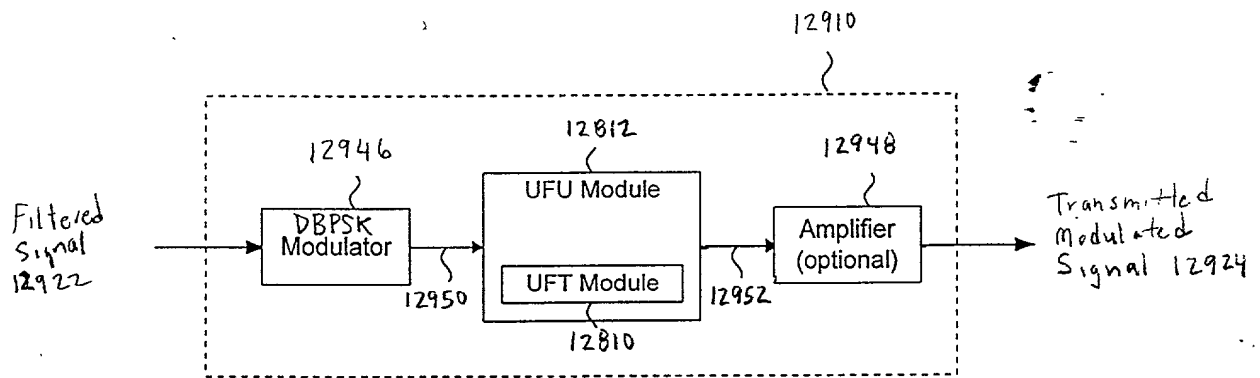 12910
12812
12946
12948
UFU Module
Filtered
Signal
12922
DBPSK
Modulator
Amplifier
(optional)
Transmitted
Modulated
Signal 12924
12950
UFT Module
12952
12810